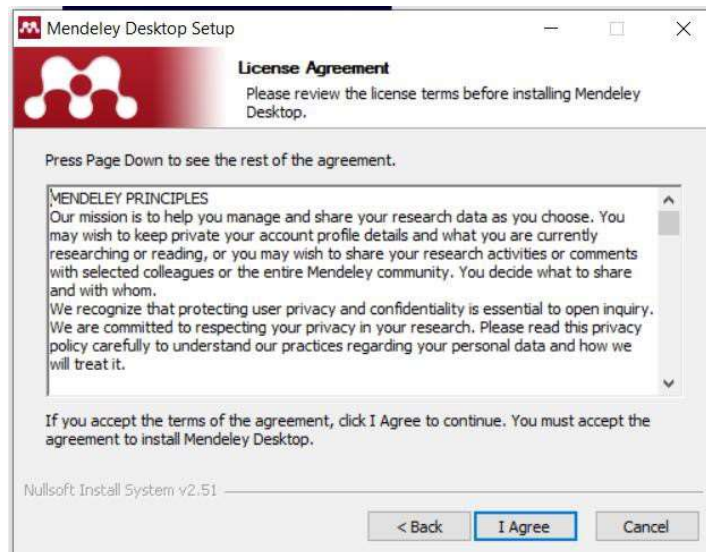 Mendeley Desktop Setup
License Agreement
Please review the license terms before installing Mendeley
Desktop.
Press Page Down to see the rest of the agreement.
MENDELEY PRINCIPLES
Our mission is to help you manage and share your research data as you choose. You
may wish to keep private your account profile details and what you are currently
researching or reading, or you may wish to share your research activities or comments
with selected colleagues or the entire Mendeley community. You decide what to share
and with whom.
We recognize that protecting user privacy and confidentiality is essential to open inquiry.
We are committed to respecting your privacy in your research. Please read this privacy
policy carefully to understand our practices regarding your personal data and how we
will treat it.
If you accept the terms of the agreement, click I Agree to continue. You must accept the
agreement to install Mendeley Desktop.
Nullsoft Install System v2.51
< Back I Agree Cancel